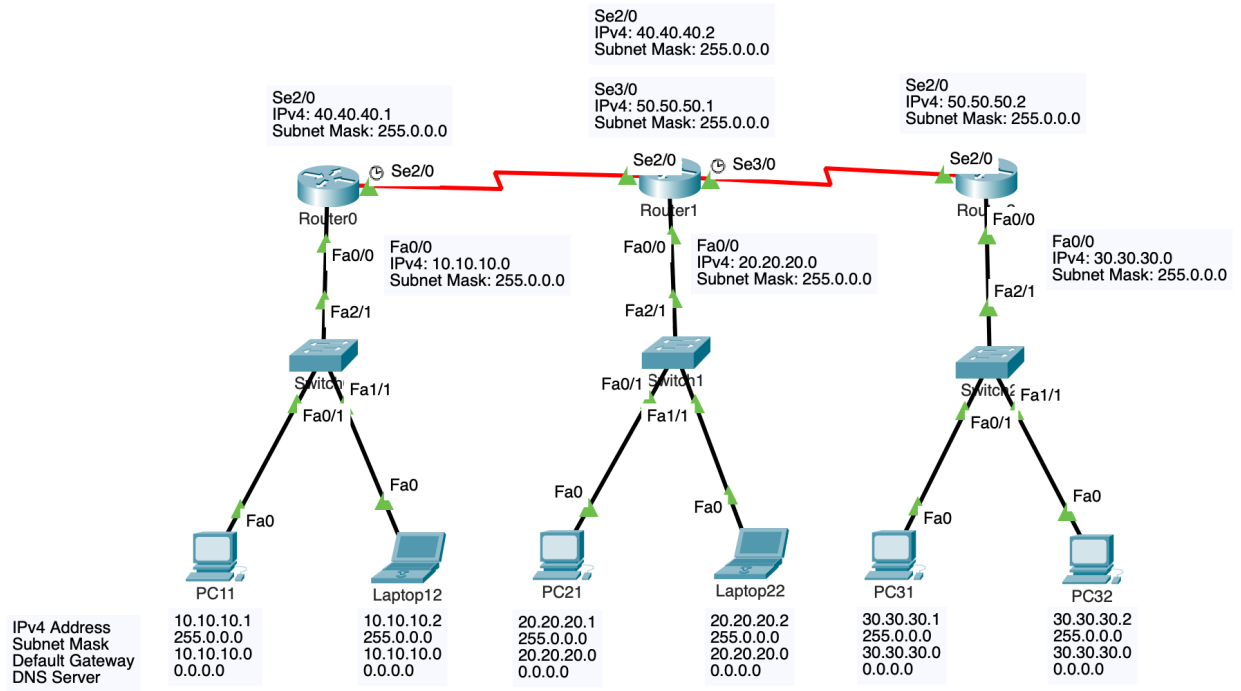 Se2/0
IPv4: 40.40.40.2
Subnet Mask: 255.0.0.0
Se2/0
IPv4: 40.40.40.1
Subnet Mask: 255.0.0.0
Se3/0
IPv4: 50.50.50.1
Subnet Mask: 255.0.0.0
Se2/0
IPv4: 50.50.50.2
Subnet Mask: 255.0.0.0
Se2/0
Se2/0
Se3/0
Se2/0
Router0
Router1
Fa0/0
Fa0/0
IPv4: 10.10.10.0
Subnet Mask: 255.0.0.0
Fa0/0
Fa0/0
IPv4: 20.20.20.0
Subnet Mask: 255.0.0.0
Fa0/0
Fa0/0
IPv4: 30.30.30.0
Subnet Mask: 255.0.0.0
Fa2/1
Fa2/1
Fa2/1
Fa1/1
Fa0/1
Fa0/1
Switch1
Fa1/1
Fa1/1
Fa0/1
Fa0
Fa0
Fa0
Fa0
Fa0
Fa0
PC11
Laptop12
PC21
Laptop22
PC31
PC32
IPv4 Address
Subnet Mask
Default Gateway
DNS Server
10.10.10.1
255.0.0.0
10.10.10.0
0.0.0.0
10.10.10.2
255.0.0.0
10.10.10.0
0.0.0.0
20.20.20.1
255.0.0.0
20.20.20.0
0.0.0.0
20.20.20.2
255.0.0.0
20.20.20.0
0.0.0.0
30.30.30.1
255.0.0.0
30.30.30.0
0.0.0.0
30.30.30.2
255.0.0.0
30.30.30.0
0.0.0.0